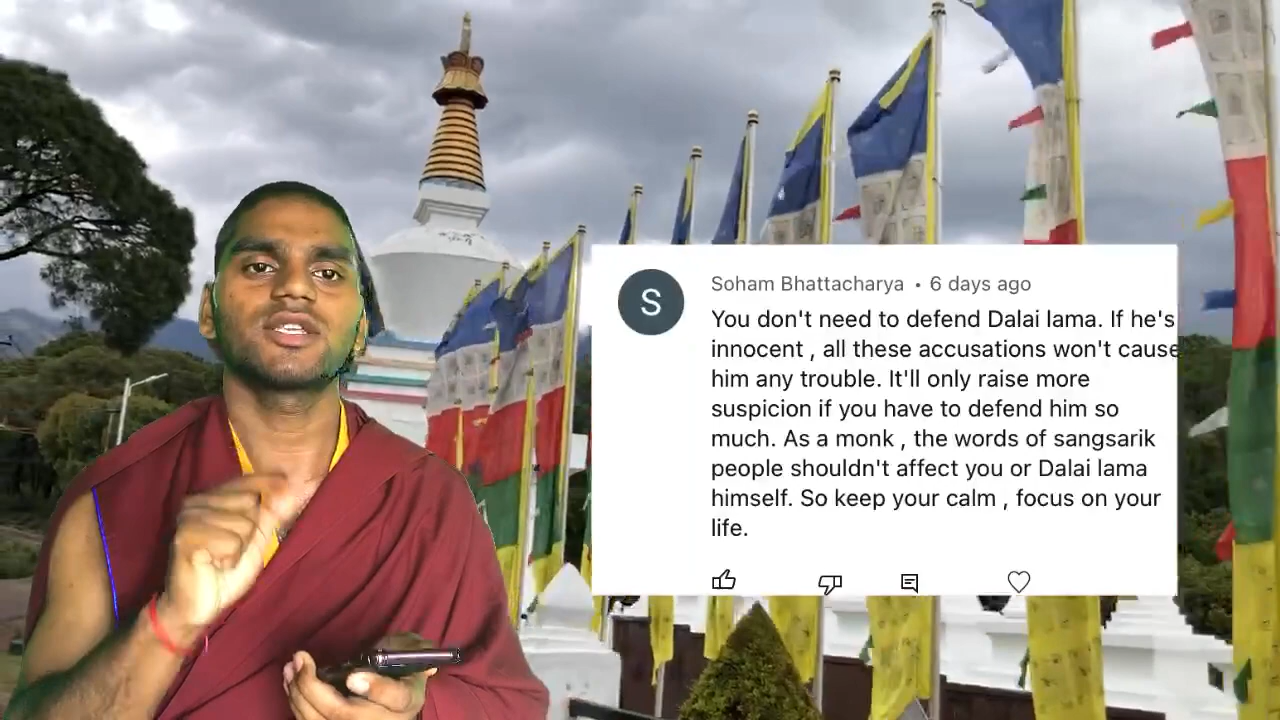 S
Soham Bhattacharya • 6 days ago
You don't need to defend Dalai lama. If he's
innocent , all these accusations won't cause
him any trouble. It'll only raise more
suspicion if you have to defend him so
much. As a monk , the words of sangsarik
people shouldn't affect you or Dalai lama
himself. So keep your calm , focus on your
life.